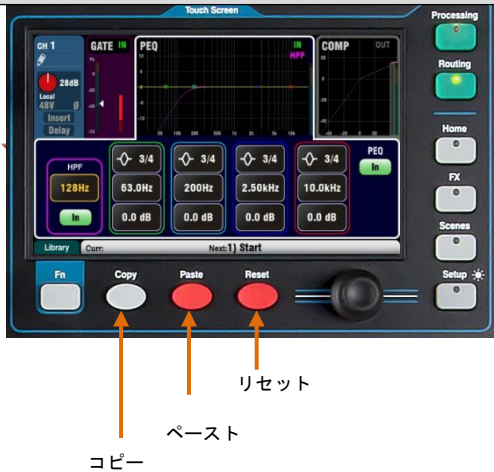 Touch Screen
Processing
Routing
Home
FX
Scenes
Setup
CH 1
28dB
Local
48V Ø
Insert
Delay
GATE IN
PEQ IN
HPF
COMP OUT
HPF
128Hz
In
3/4
63.0Hz
0.0 dB
3/4
200Hz
0.0 dB
3/4
2.50kHz
0.0 dB
3/4
10.0kHz
0.0 dB
PEQ
In
Library Curr: Next:1) Start
Fn
Copy
Paste
Reset
リセット
ペースト
コピー